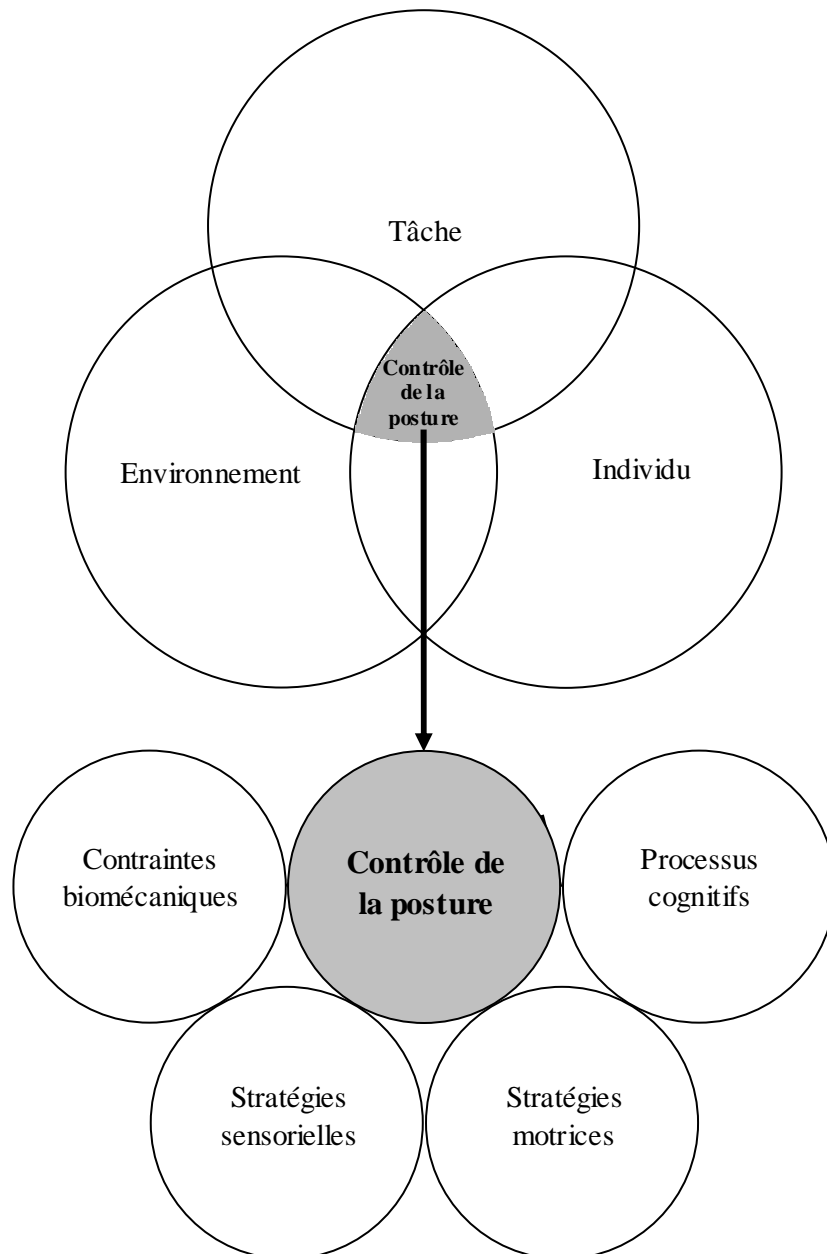 Tâche
Contrôle
de la
posture
Environnement
Individu
Contraintes
biomécaniques
Contrôle de
la posture
Processus
cognitifs
Stratégies
sensorielles
Stratégies
motrices